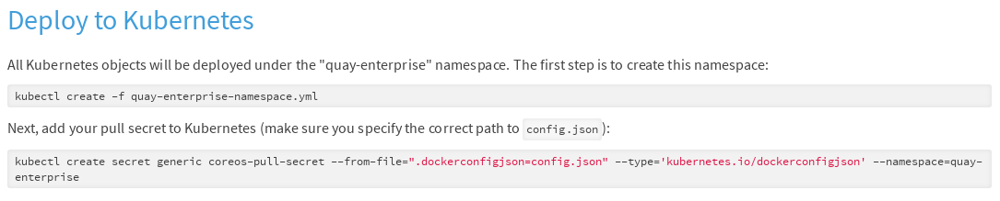 Deploy to Kubernetes
All Kubernetes objects will be deployed under the "quay-enterprise" namespace. The first step is to create this namespace:
kubectl create -f quay-enterprise-namespace.yml
Next, add your pull secret to Kubernetes (make sure you specify the correct path to config.json):
kubectl create secret generic coreos-pull-secret --from-file=".dockerconfigjson=config.json" --type='kubernetes.io/dockerconfigjson' --namespace=quay-
enterprise